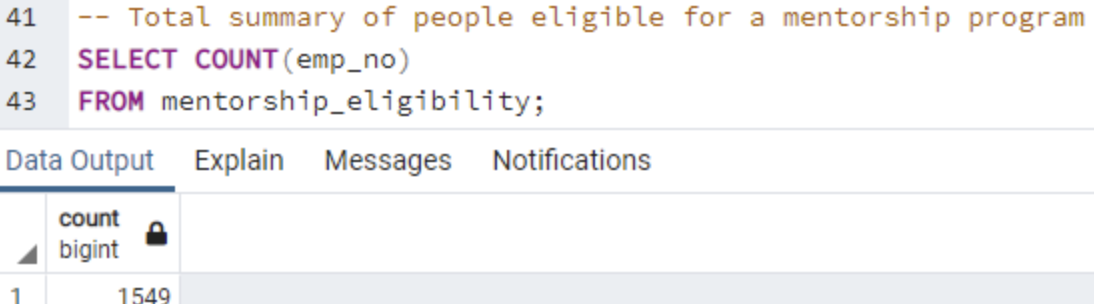 41 -- Total summary of people eligible for a mentorship program
42 SELECT COUNT(emp_no)
43 FROM mentorship_eligibility;
Data Output Explain Messages Notifications
count
bigint
1 1549